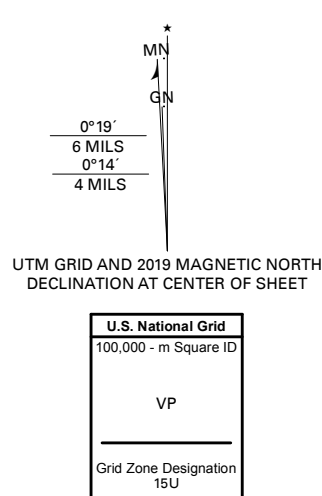 ★
MN
GN
0°19´
6 MILS
0°14´
4 MILS
UTM GRID AND 2019 MAGNETIC NORTH
DECLINATION AT CENTER OF SHEET
U.S. National Grid
100,000 - m Square ID
VP
Grid Zone Designation
15U